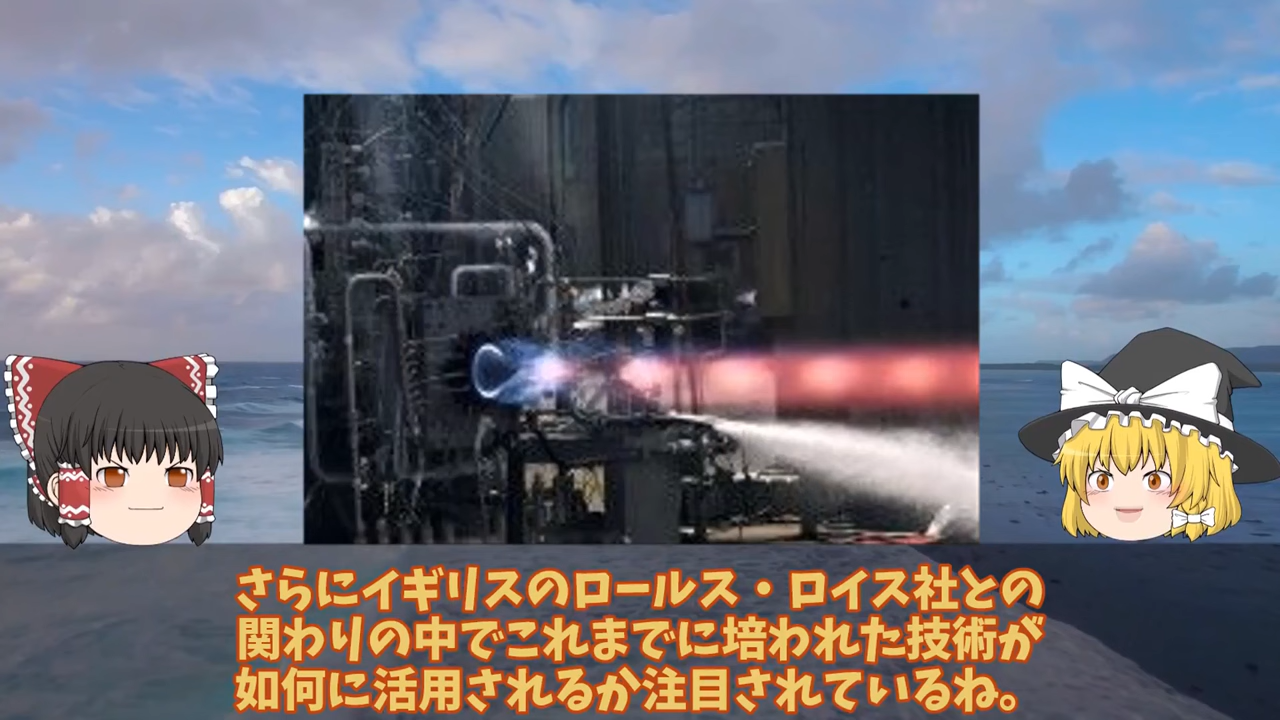 さらにイギリスのロールス・ロイス社との
関わりの中でこれまでに培われた技術が
如何に活用されるか注目されているね。